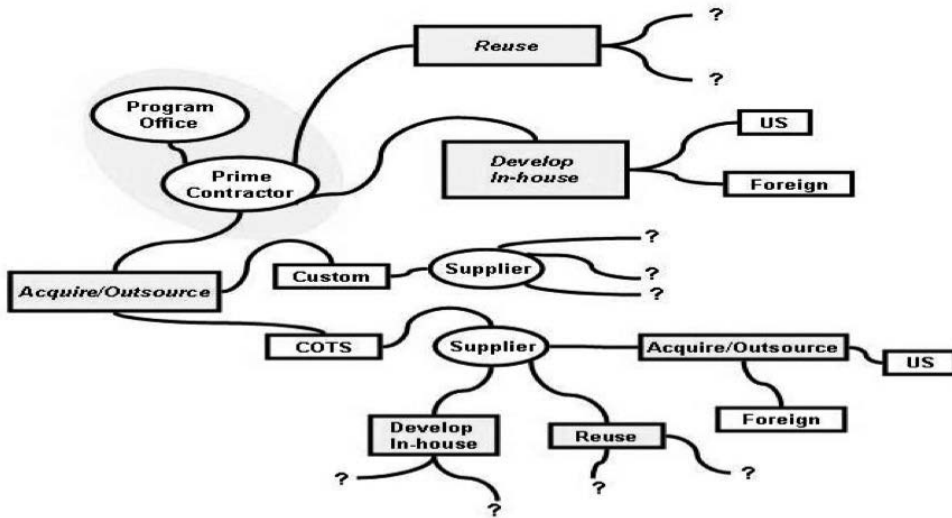 ?
Reuse
?
Program
Office
US
Develop
In-house
Prime
Contractor
Foreign
?
Supplier
Custom
?
Acquire/Outsource
?
COTS
Supplier
Acquire/Outsource
US
Foreign
Develop
In-house
Reuse
?
?
?
?